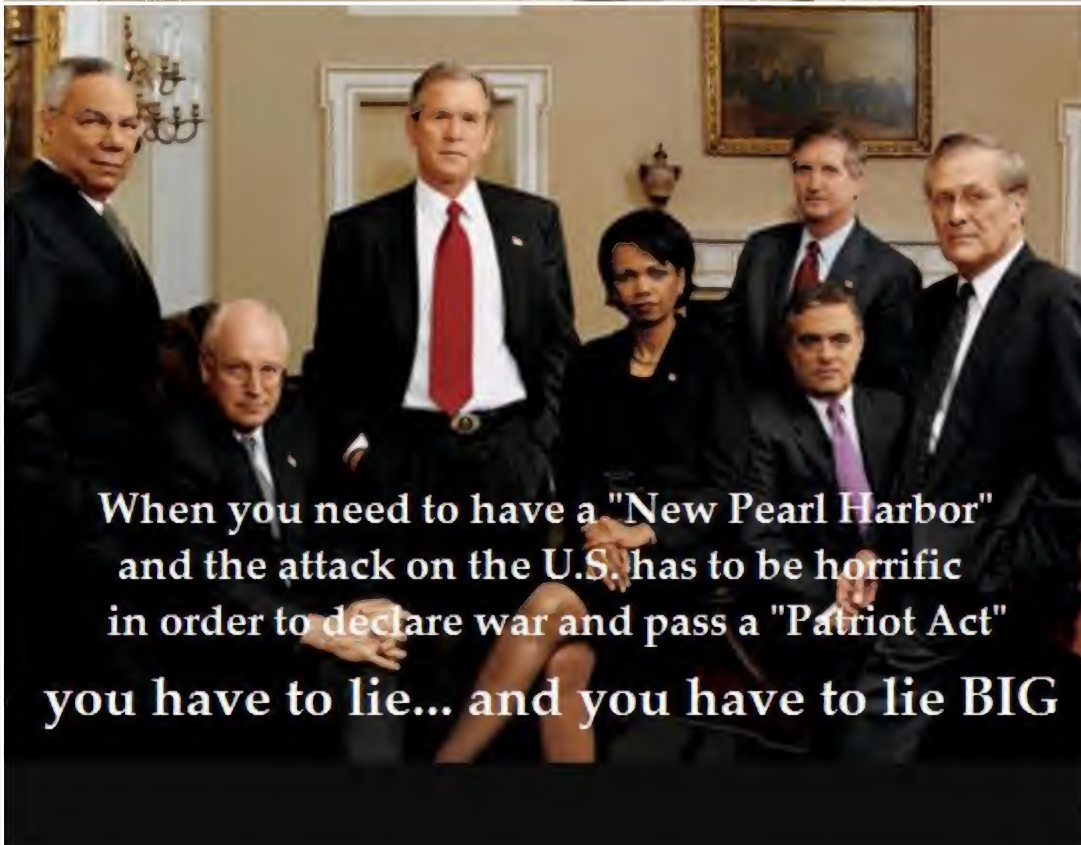 When you need to have a "New Pearl Harbor"
and the attack on the U.S. has to be horrific
in order to declare war and pass a "Patriot Act"
you have to lie... and you have to lie BIG